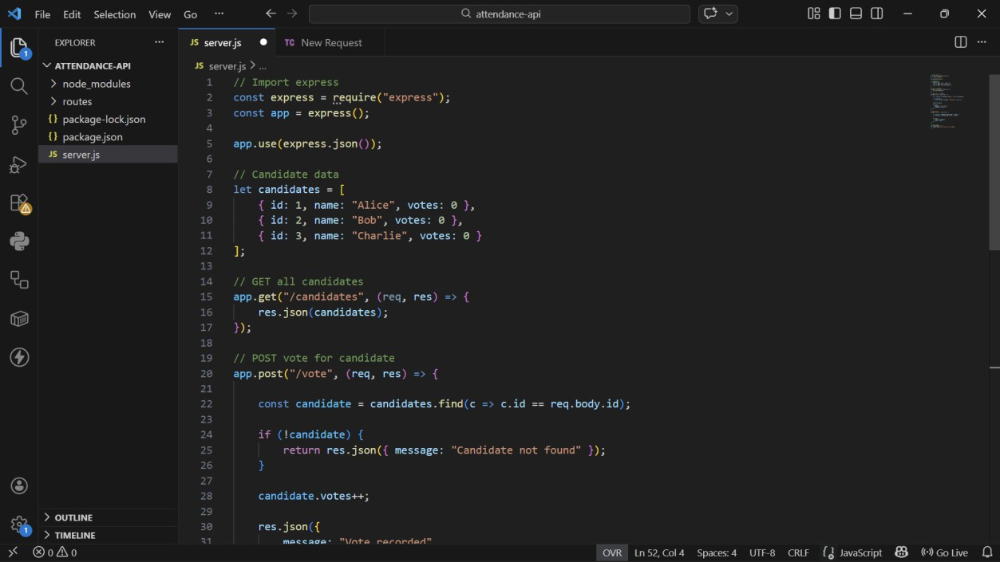 File Edit Selection View Go ... attendance-api
EXPLORER ...
JS server.js TC New Request ...
1
ATTENDANCE-API
node_modules
routes
{} package-lock.json
{} package.json
JS server.js
JS server.js > ...
1 // Import express
2 const express = require("express");
3 const app = express();
4
5 app.use(express.json());
6
7 // Candidate data
8 let candidates = [
9 { id: 1, name: "Alice", votes: 0 },
10 { id: 2, name: "Bob", votes: 0 },
11 { id: 3, name: "Charlie", votes: 0 }
12 ];
13
14 // GET all candidates
15 app.get("/candidates", (req, res) => {
16 res.json(candidates);
17 });
18
19 // POST vote for candidate
20 app.post("/vote", (req, res) => {
21
22 const candidate = candidates.find(c => c.id == req.body.id);
23
24 if (!candidate) {
25 return res.json({ message: "Candidate not found" });
26 }
27
28 candidate.votes++;
29
30 res.json({
31 message: "Vote recorded"
OUTLINE
TIMELINE
1
0 0 OVR Ln 52, Col 4 Spaces: 4 UTF-8 CRLF {} JavaScript Go Live